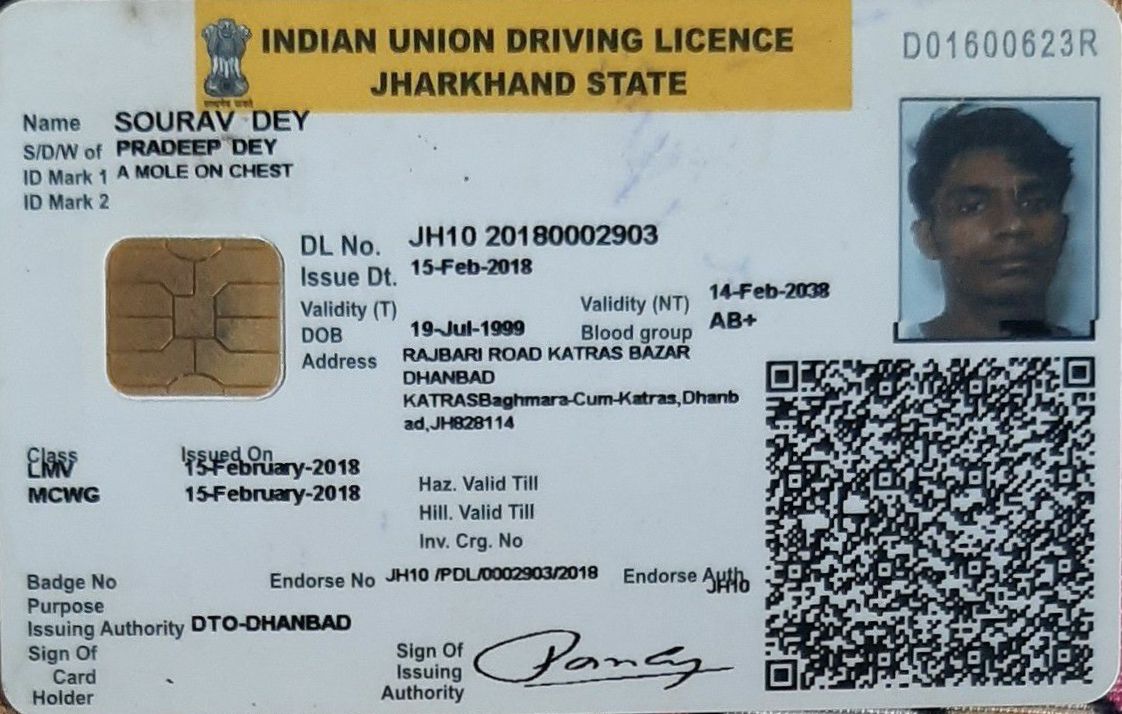 INDIAN UNION DRIVING LICENCE
JHARKHAND STATE
D01600623R
Name SOURAV DEY
S/D/W of PRADEEP DEY
ID Mark 1 A MOLE ON CHEST
ID Mark 2
DL No. JH10 20180002903
Issue Dt. 15-Feb-2018
Validity (T) Validity (NT) 14-Feb-2038
DOB 19-Jul-1999 Blood group AB+
Address RAJBARI ROAD KATRAS BAZAR
DHANBAD
KATRASBaghmara-Cum-Katras,Dhanb
ad,JH828114
Class Issued On
LMV 15-February-2018
MCWG 15-February-2018
Haz. Valid Till
Hill. Valid Till
Inv. Crg. No
Badge No Endorse No JH10 /PDL/0002903/2018 Endorse Auth JH10
Purpose
Issuing Authority DTO-DHANBAD
Sign Of
Card
Holder
Sign Of
Issuing
Authority